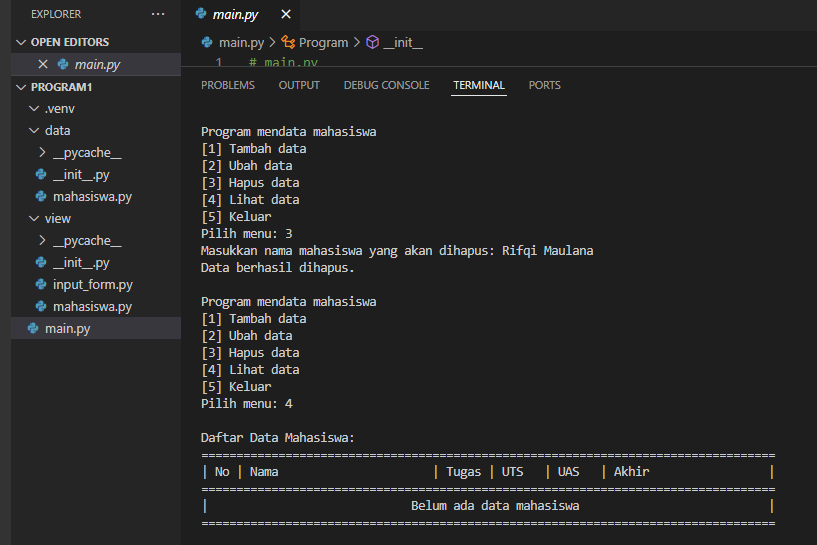 EXPLORER
OPEN EDITORS
main.py
PROGRAM1
.venv
data
__pycache__
__init__.py
mahasiswa.py
view
__pycache__
__init__.py
input_form.py
mahasiswa.py
main.py
main.py
main.py > Program > __init__
1 # main.py
PROBLEMS OUTPUT DEBUG CONSOLE TERMINAL PORTS
Program mendata mahasiswa
[1] Tambah data
[2] Ubah data
[3] Hapus data
[4] Lihat data
[5] Keluar
Pilih menu: 3
Masukkan nama mahasiswa yang akan dihapus: Rifqi Maulana
Data berhasil dihapus.
Program mendata mahasiswa
[1] Tambah data
[2] Ubah data
[3] Hapus data
[4] Lihat data
[5] Keluar
Pilih menu: 4
Daftar Data Mahasiswa:
==================================================================================
| No | Nama | Tugas | UTS | UAS | Akhir |
==================================================================================
| Belum ada data mahasiswa |
==================================================================================